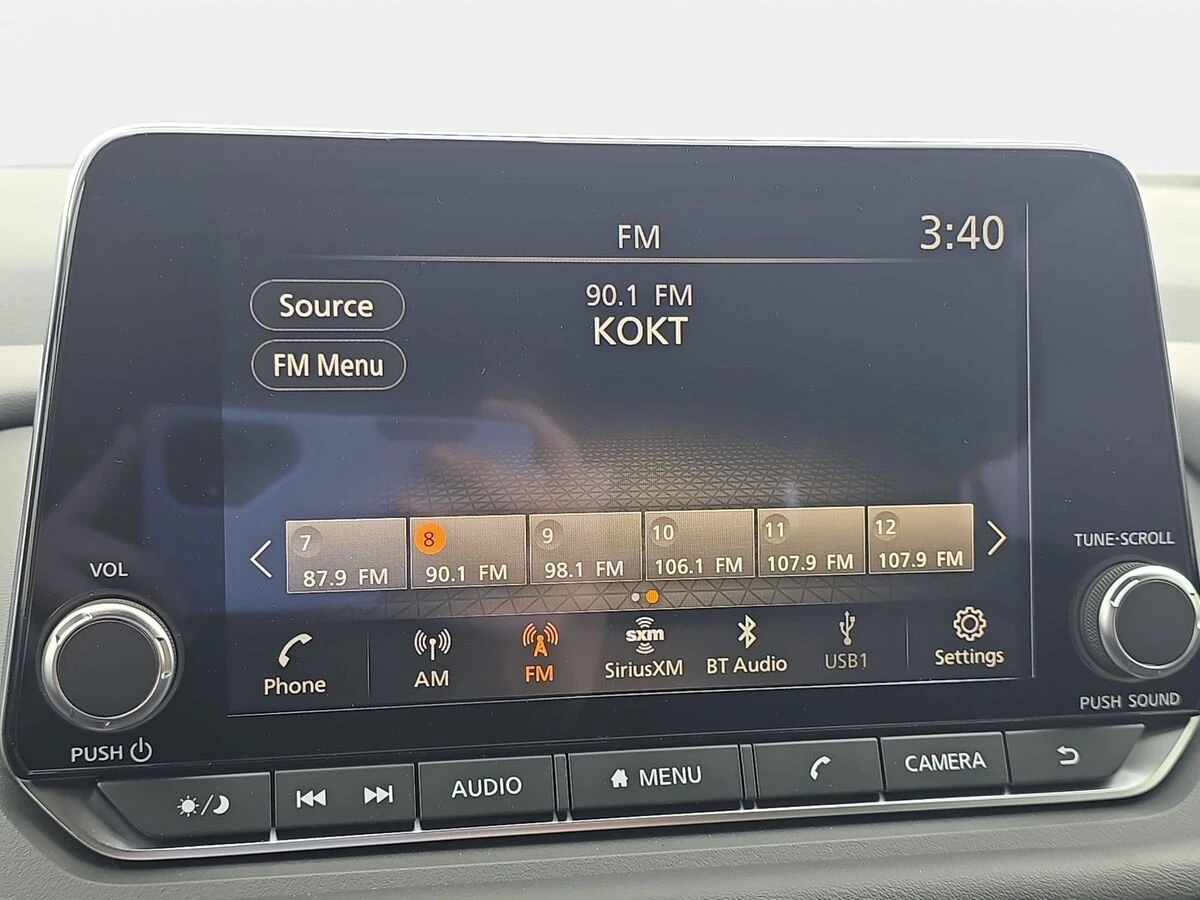 FM
3:40
Source
90.1 FM
KOKT
FM Menu
7
8
9
10
11
12
87.9 FM
90.1 FM
98.1 FM
106.1 FM
107.9 FM
107.9 FM
VOL
TUNE·SCROLL
Phone
AM
FM
sxm
SiriusXM
BT Audio
USB1
Settings
PUSH
PUSH SOUND
AUDIO
MENU
CAMERA